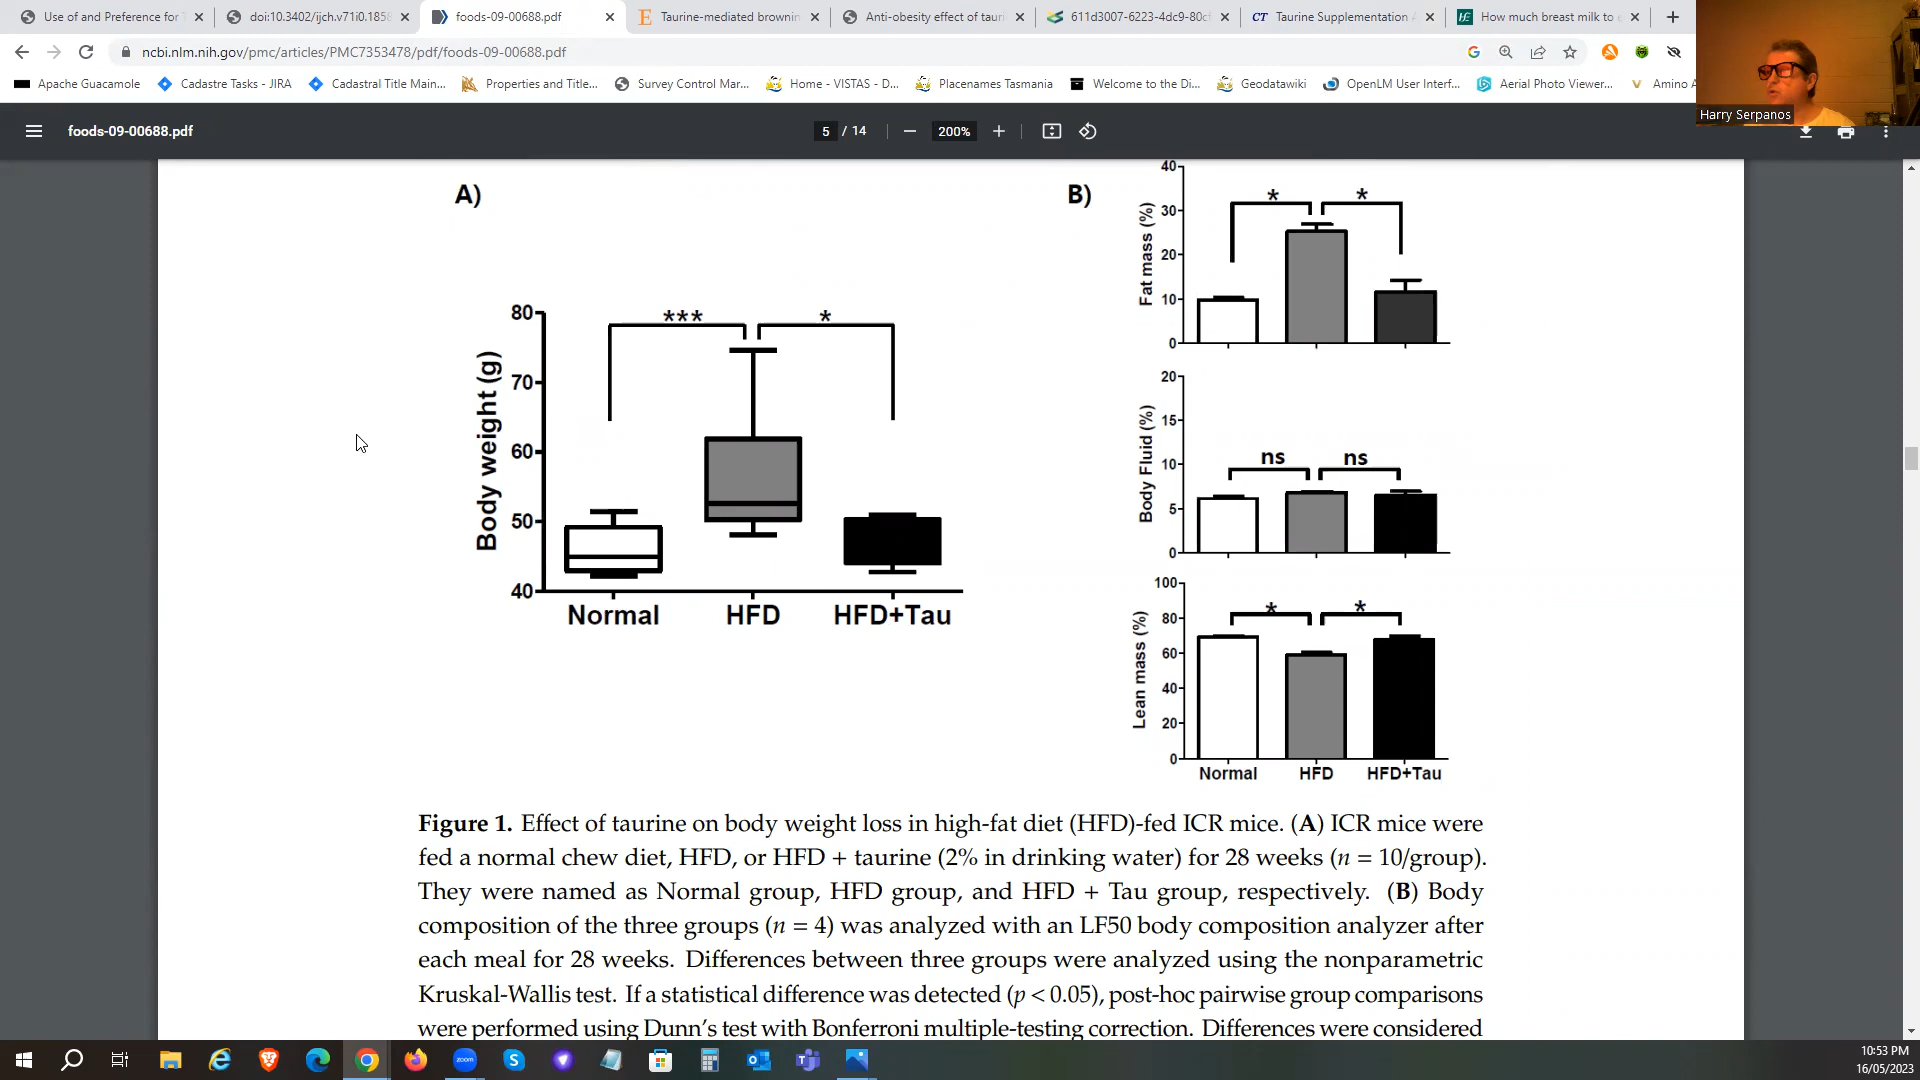 Use of and Preference for
doi:10.3402/ijch.v71i0.1858
foods-09-00688.pdf
Taurine-mediated brownin
Anti-obesity effect of tauri
611d3007-6223-4dc9-80cf
CT Taurine Supplementation
How much breast milk to e
ncbi.nlm.nih.gov/pmc/articles/PMC7353478/pdf/foods-09-00688.pdf
Apache Guacamole
Cadastre Tasks - JIRA
Cadastral Title Main...
Properties and Title...
Survey Control Mar...
Home - VISTAS - D...
Placenames Tasmania
Welcome to the Di...
Geodatawiki
OpenLM User Interf...
Aerial Photo Viewer...
Amino A
Harry Serpanos
foods-09-00688.pdf
5 / 14
200%
A)
80
70
60
50
40
Body weight (g)
***
*
Normal
HFD
HFD+Tau
B)
40
30
20
10
0
Fat mass (%)
*
*
20
15
10
5
0
Body Fluid (%)
ns
ns
100
80
60
40
20
0
Lean mass (%)
*
*
Normal
HFD
HFD+Tau
Figure 1. Effect of taurine on body weight loss in high-fat diet (HFD)-fed ICR mice. (A) ICR mice were
fed a normal chew diet, HFD, or HFD + taurine (2% in drinking water) for 28 weeks (n = 10/group).
They were named as Normal group, HFD group, and HFD + Tau group, respectively. (B) Body
composition of the three groups (n = 4) was analyzed with an LF50 body composition analyzer after
each meal for 28 weeks. Differences between three groups were analyzed using the nonparametric
Kruskal-Wallis test. If a statistical difference was detected (p < 0.05), post-hoc pairwise group comparisons
were performed using Dunn's test with Bonferroni multiple-testing correction. Differences were considered
10:53 PM
16/05/2023